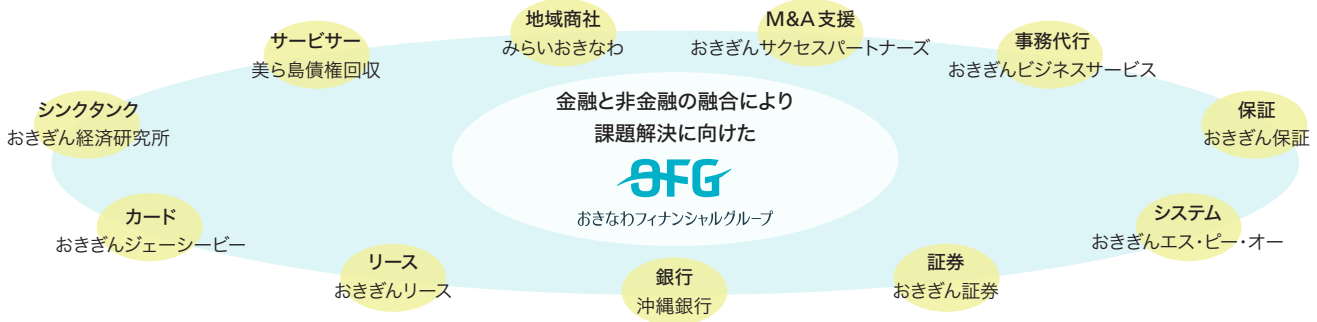 地域商社
みらいおきなわ
M&A支援
おきぎんサクセスパートナーズ
サービサー
美ら島債権回収
事務代行
おきぎんビジネスサービス
シンクタンク
おきぎん経済研究所
金融と非金融の融合により
課題解決に向けた
OFG
おきなわフィナンシャルグループ
保証
おきぎん保証
カード
おきぎんジェーシービー
システム
おきぎんエス・ピー・オー
リース
おきぎんリース
銀行
沖縄銀行
証券
おきぎん証券